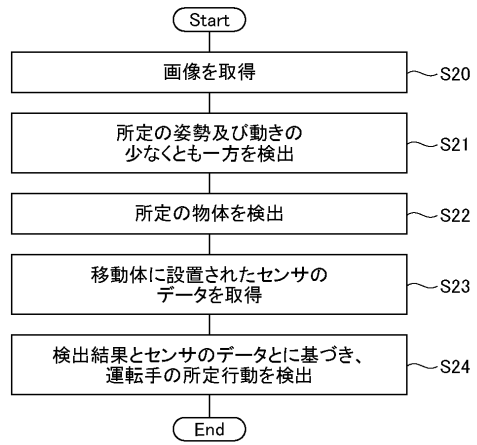 Start
画像を取得
S20
所定の姿勢及び動きの
少なくとも一方を検出
S21
所定の物体を検出
S22
移動体に設置されたセンサの
データを取得
S23
検出結果とセンサのデータとに基づき、
運転手の所定行動を検出
S24
End